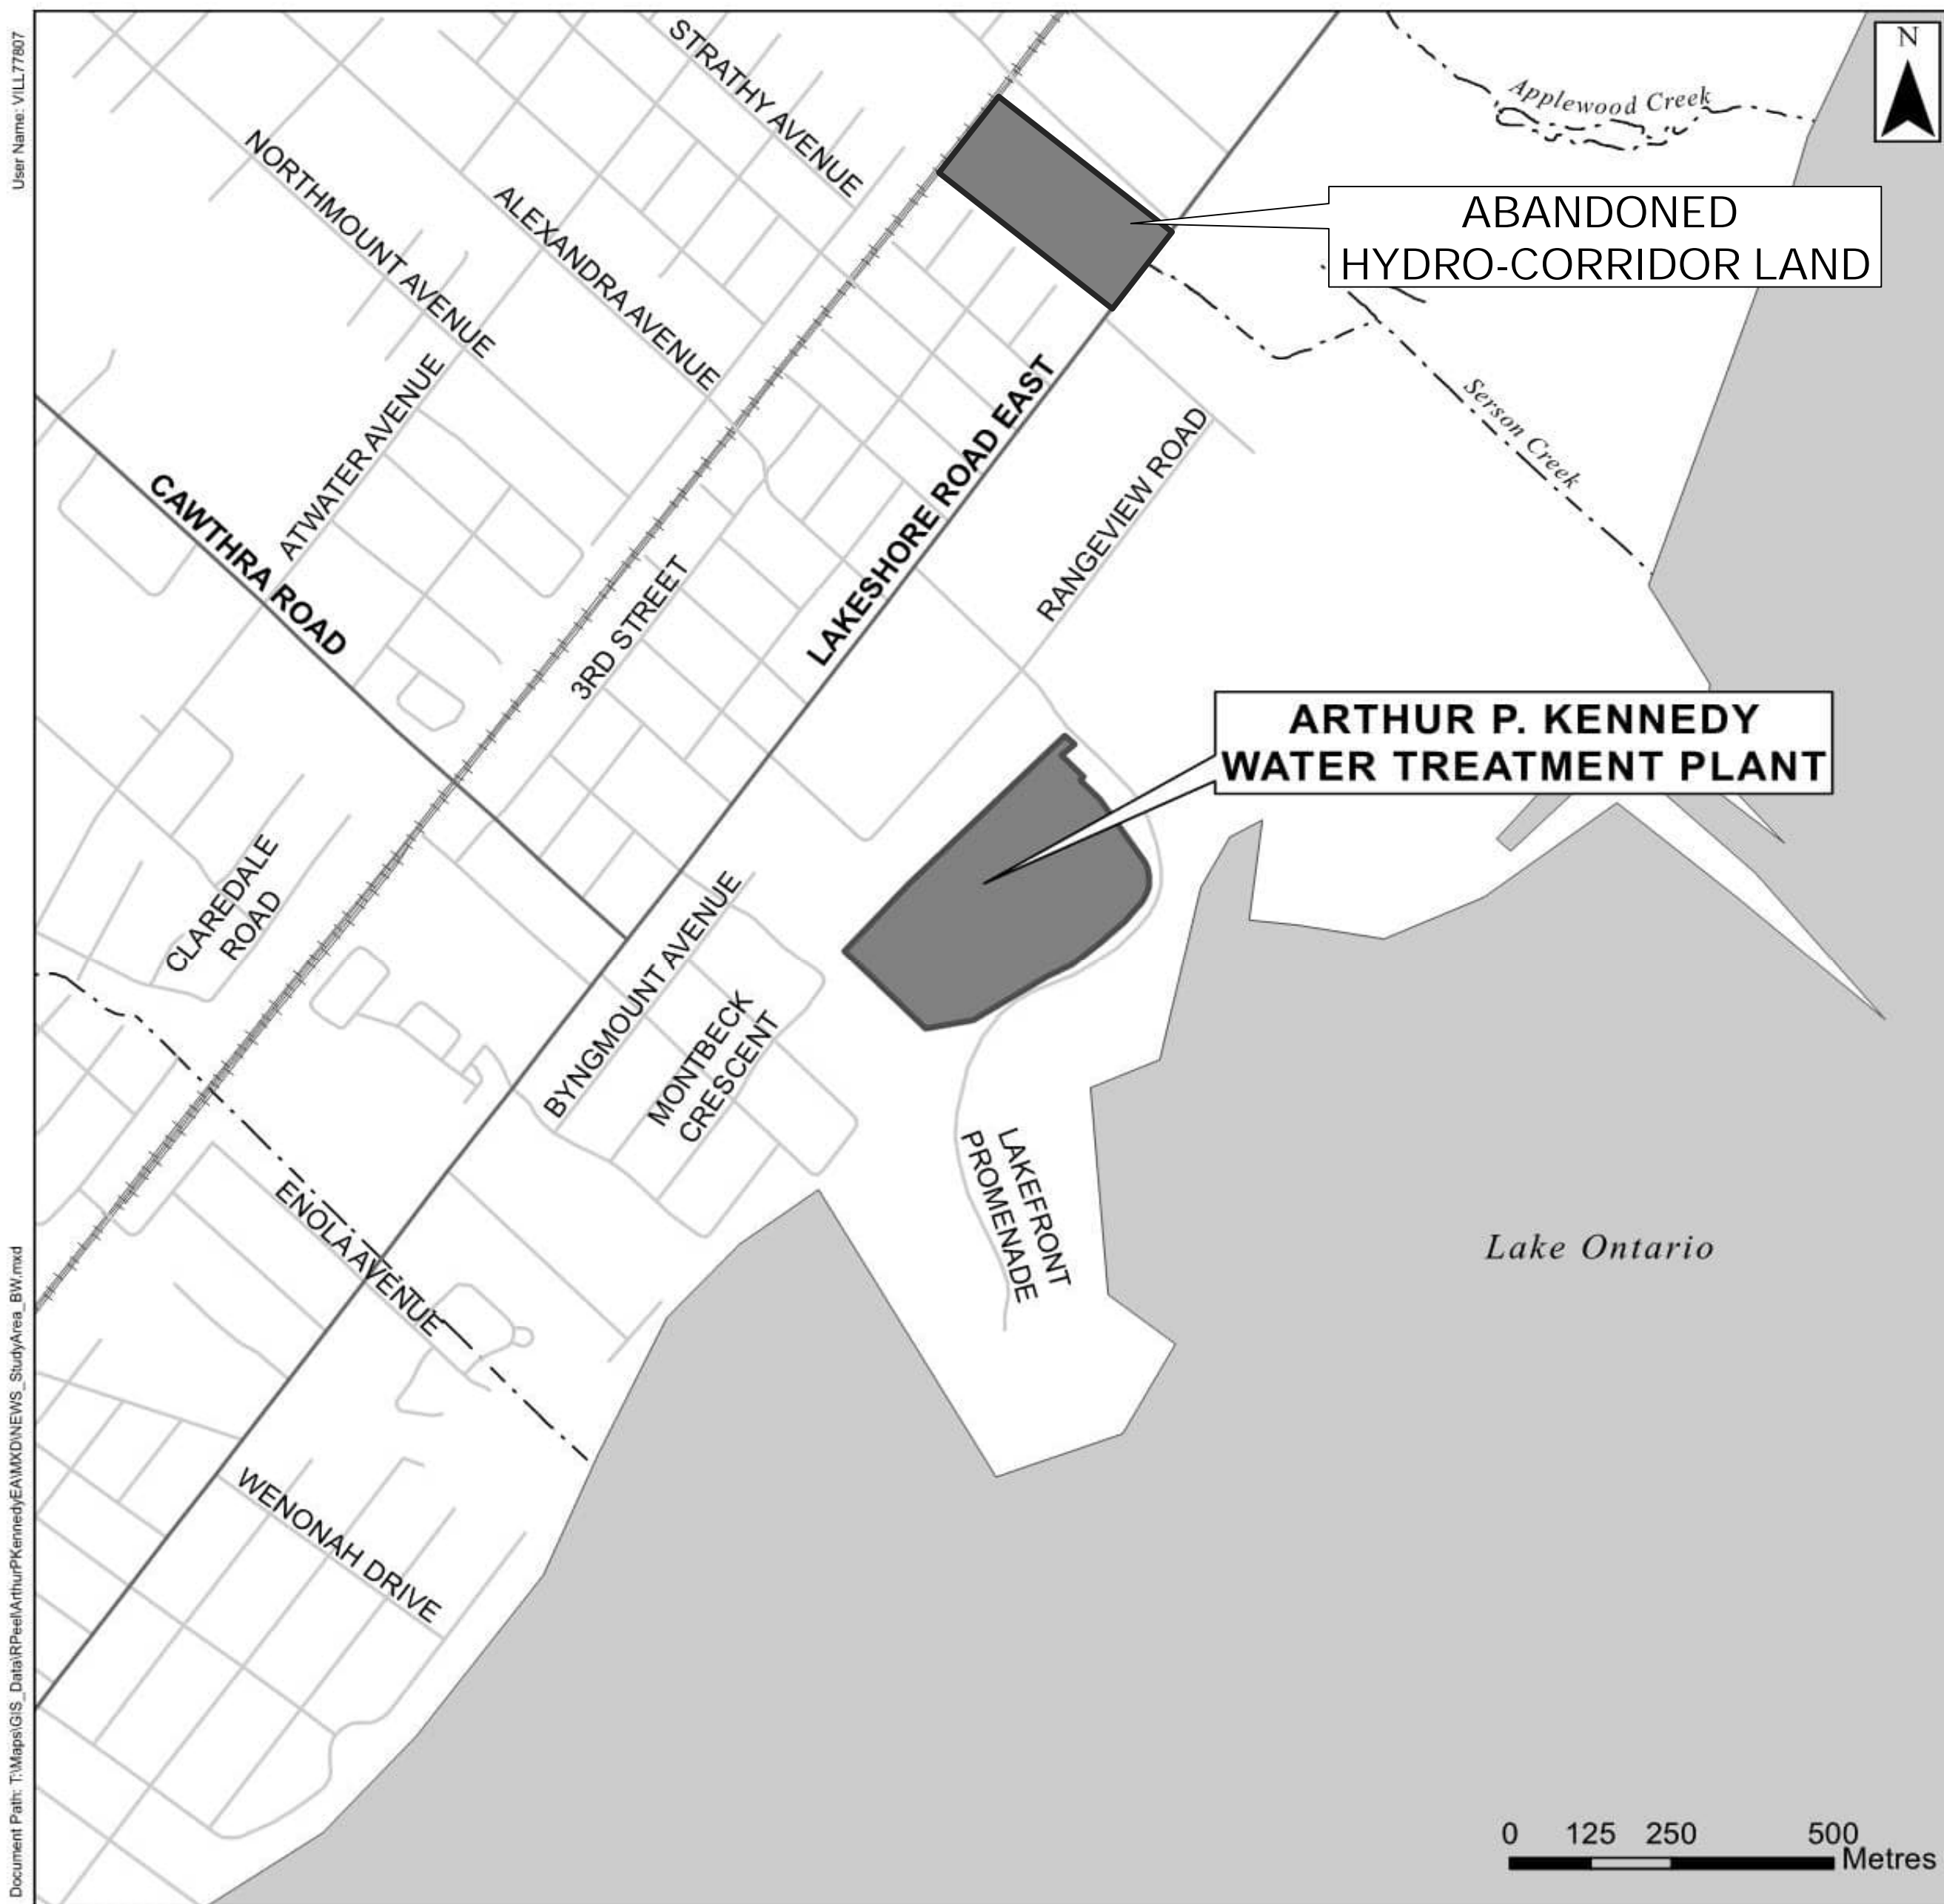 User Name: VILL77807
Document Path: T:\Maps\GIS_Data\RPeel\ArthurPKennedyEA\MXD\NEWS_StudyArea_BW.mxd
STRATHY AVENUE
N
Applewood Creek
NORTHMOUNT AVENUE
ALEXANDRA AVENUE
ABANDONED
HYDRO-CORRIDOR LAND
ATWATER AVENUE
LAKESHORE ROAD EAST
Serson Creek
RANGEVIEW ROAD
CAWTHRA ROAD
3RD STREET
ARTHUR P. KENNEDY
WATER TREATMENT PLANT
CLAREDALE
ROAD
BYNGMOUNT AVENUE
MONTBECK
CRESCENT
LAKEFRONT
PROMENADE
ENOLA AVENUE
Lake Ontario
WENONAH DRIVE
0 125 250 500
Metres